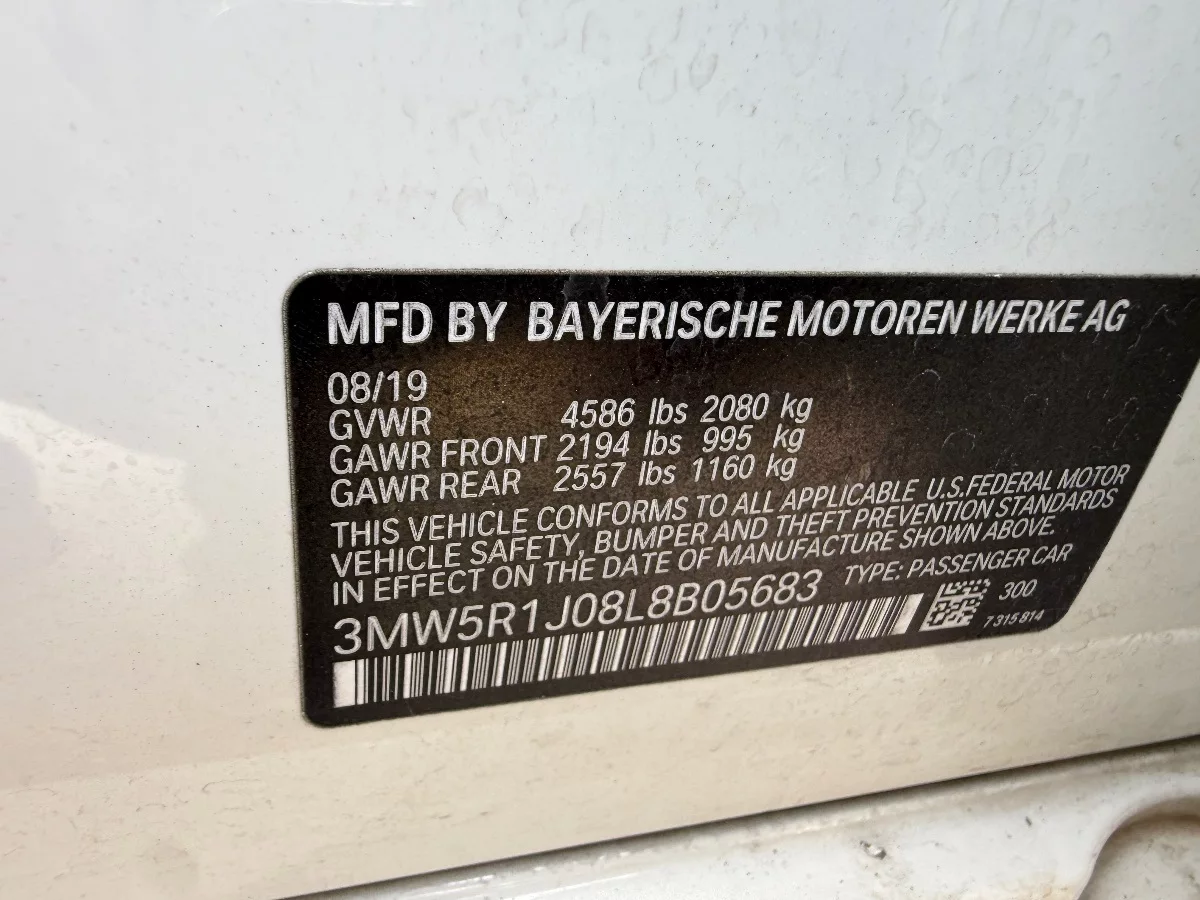 MFD BY BAYERISCHE MOTOREN WERKE AG
08/19
GVWR 4586 lbs 2080 kg
GAWR FRONT 2194 lbs 995 kg
GAWR REAR 2557 lbs 1160 kg
THIS VEHICLE CONFORMS TO ALL APPLICABLE U.S.FEDERAL MOTOR
VEHICLE SAFETY, BUMPER AND THEFT PREVENTION STANDARDS
IN EFFECT ON THE DATE OF MANUFACTURE SHOWN ABOVE.
3MW5R1J08L8B05683 TYPE: PASSENGER CAR
300
7315814